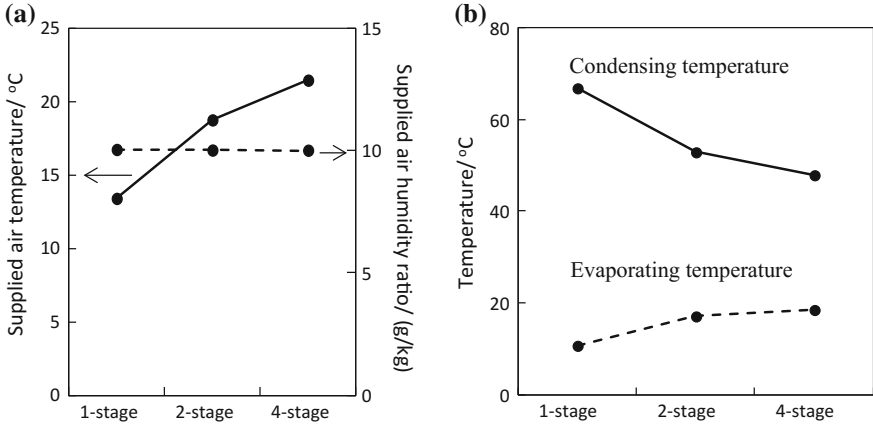 (a)
25
20
15
10
5
0
Supplied air temperature/ °C
15
10
5
0
Supplied air humidity ratio/ (g/kg)
1-stage 2-stage 4-stage
(b)
80
60
40
20
0
Temperature/ °C
Condensing temperature
Evaporating temperature
1-stage 2-stage 4-stage